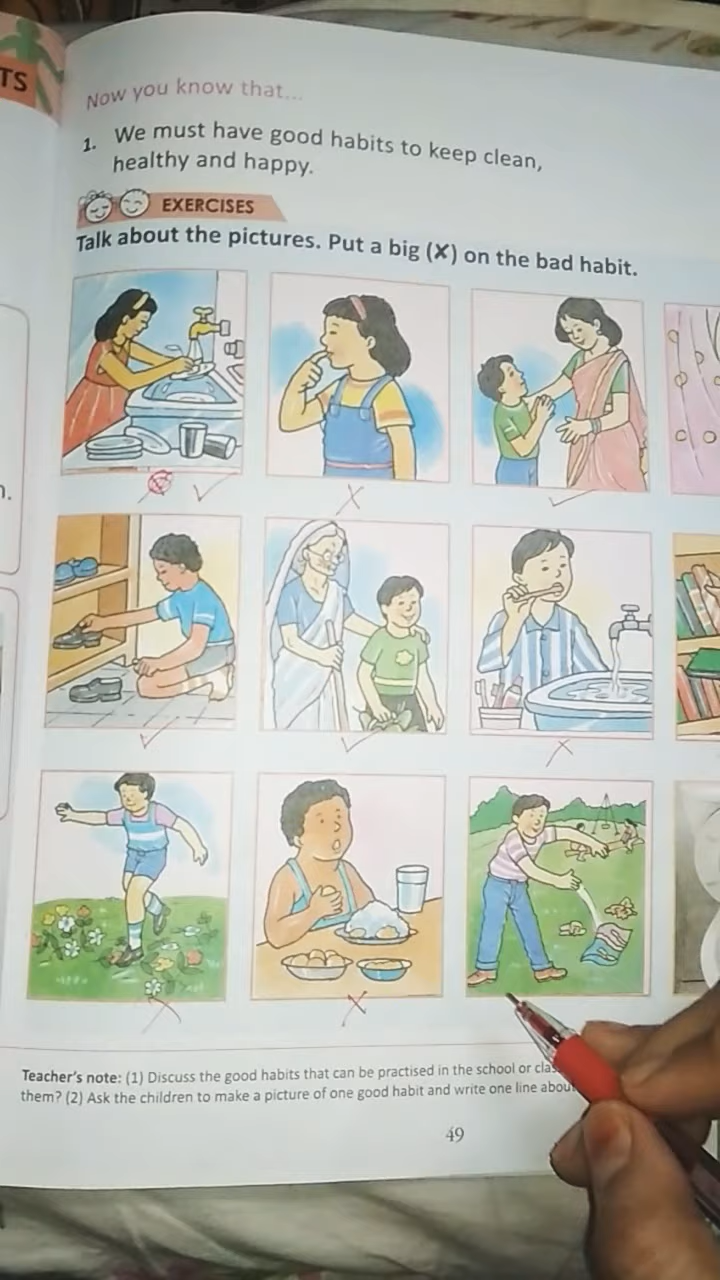 TS
Now you know that...
1. We must have good habits to keep clean,
healthy and happy.
EXERCISES
Talk about the pictures. Put a big (✗) on the bad habit.
Teacher's note: (1) Discuss the good habits that can be practised in the school or
them? (2) Ask the children to make a picture of one good habit and write one line
49